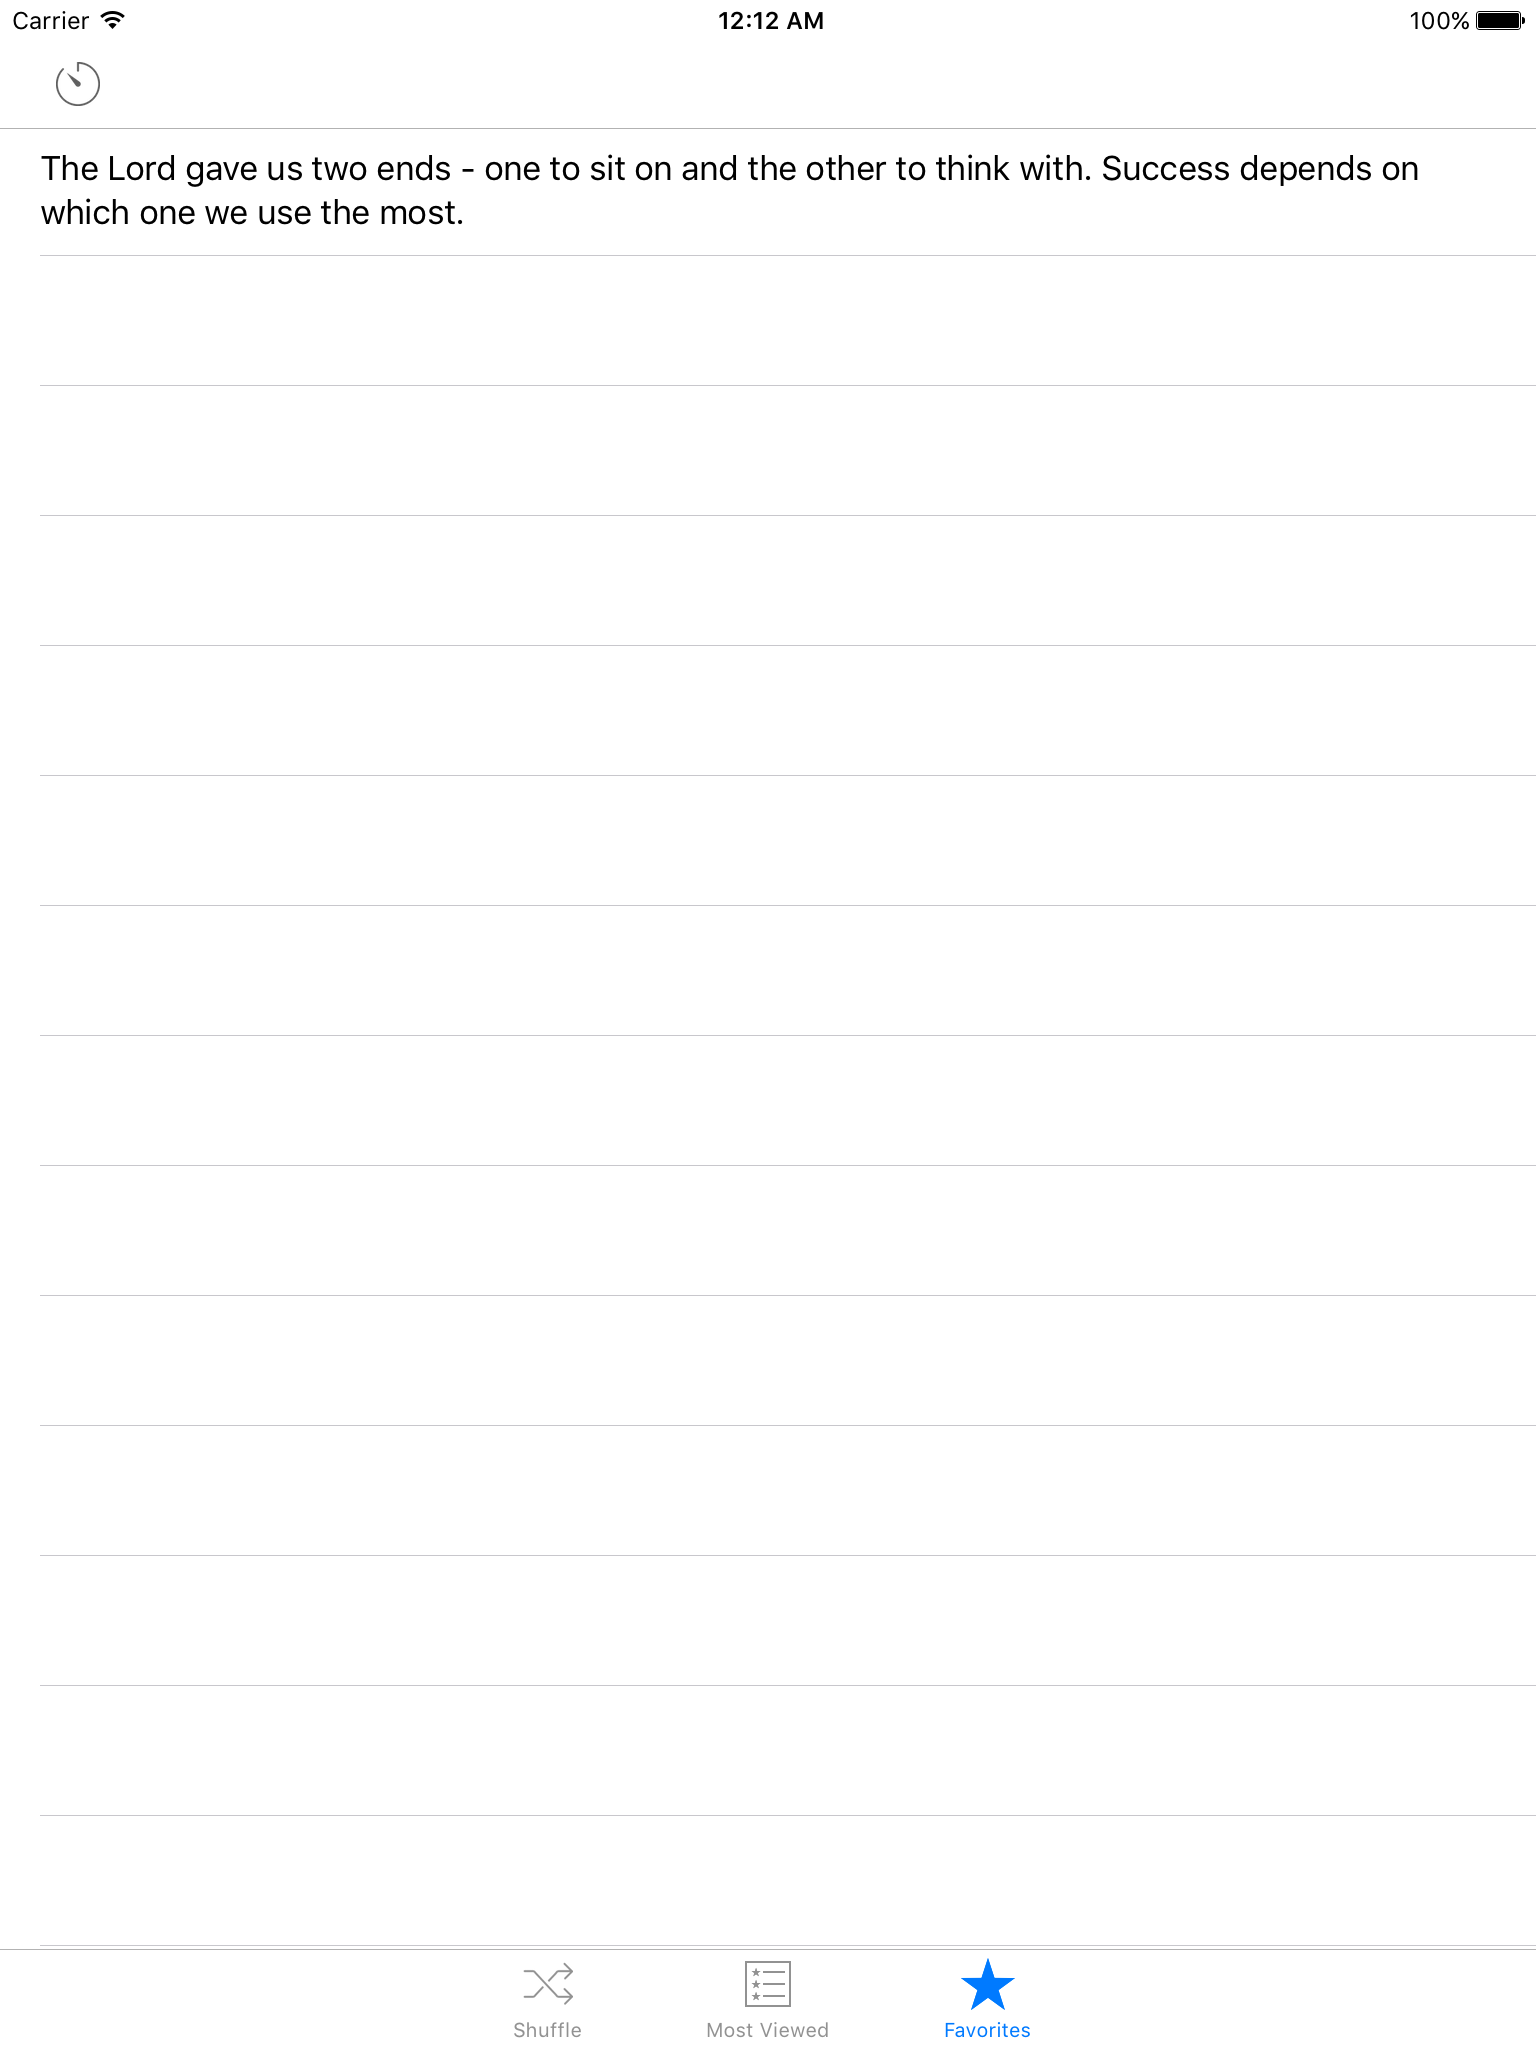 Carrier 12:12 AM 100%
The Lord gave us two ends - one to sit on and the other to think with. Success depends on
which one we use the most.
Shuffle Most Viewed Favorites